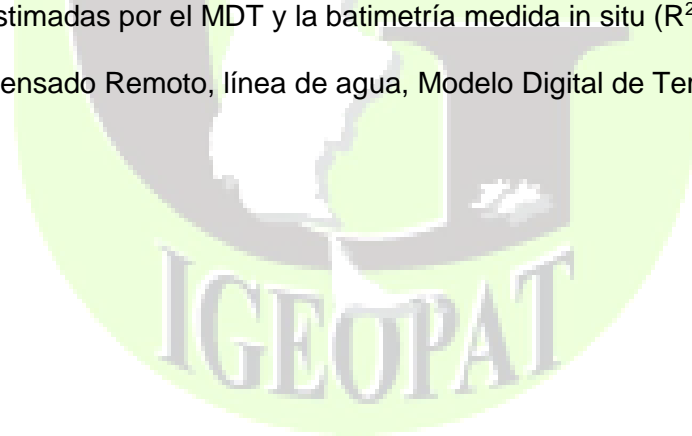 stimadas por el MDT y la batimetría medida in situ (R²
ensado Remoto, línea de agua, Modelo Digital de Ter
IGEOPAT